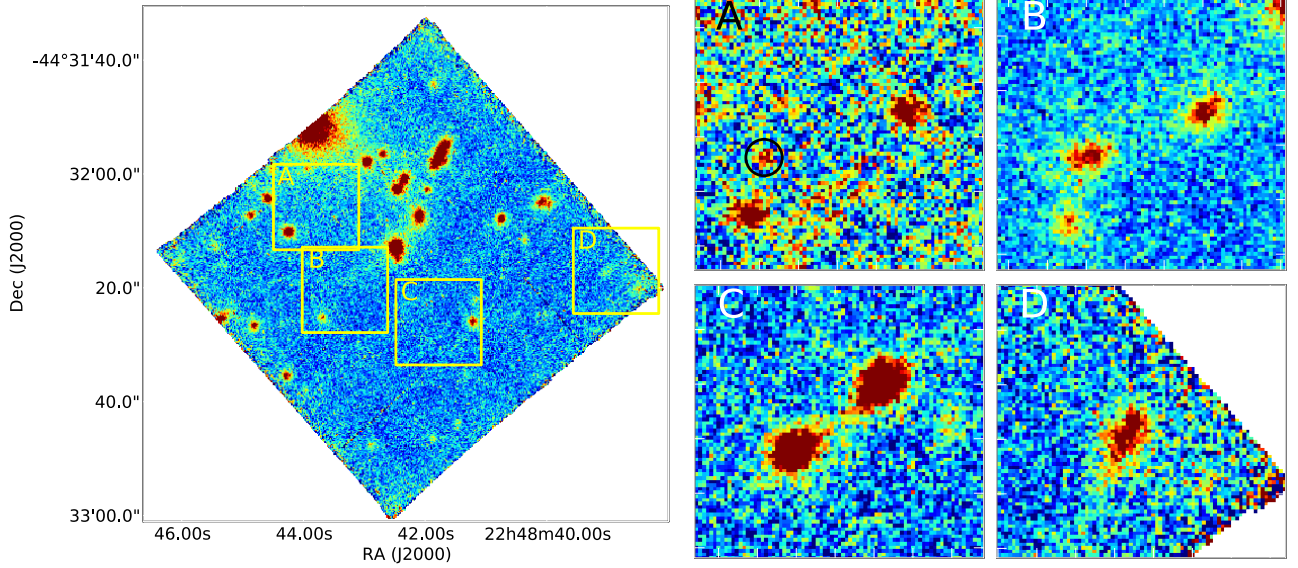 -44°31'40.0"
32'00.0"
20.0"
40.0"
33'00.0"
Dec (J2000)
46.00s 44.00s 42.00s 22h48m40.00s
RA (J2000)
A
B
C
D
A
B
C
D